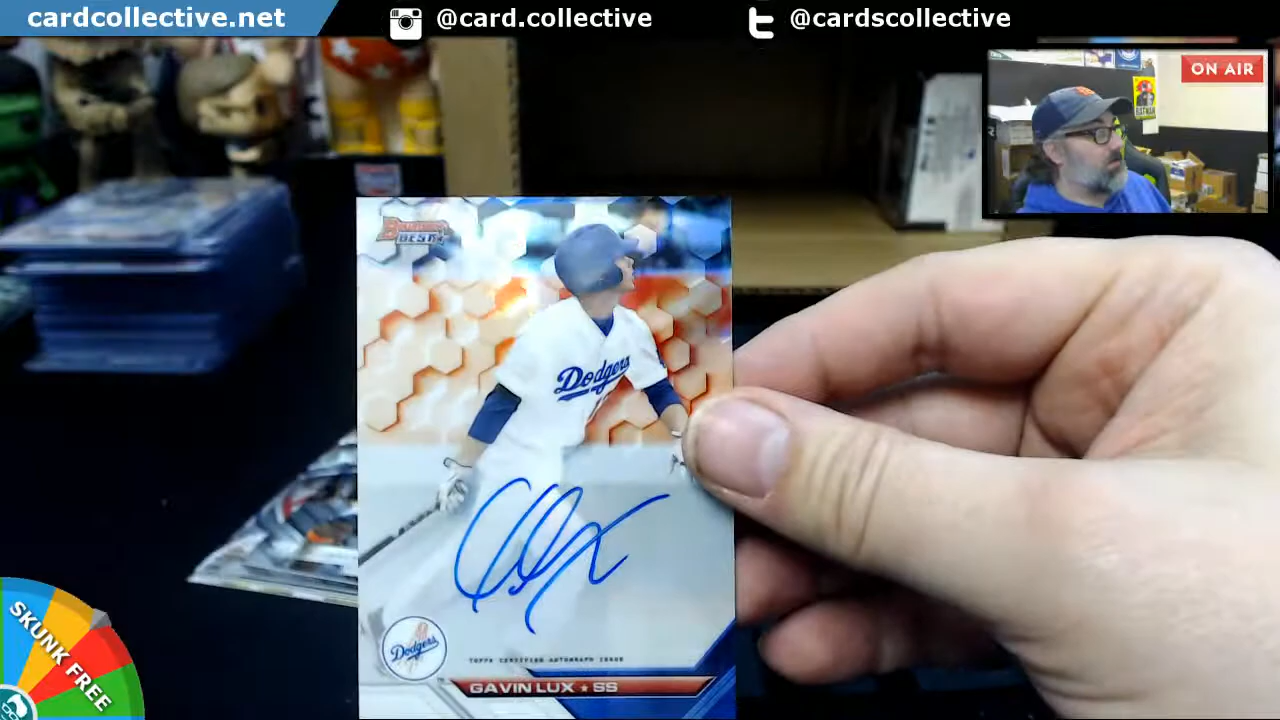 cardcollective.net
@card.collective
@cardscollective
ON AIR
BOWMAN'S
BEST
Dodgers
Dodgers
TOPPS CERTIFIED AUTOGRAPH ISSUE
GAVIN LUX ★ SS
SKUNK FREE